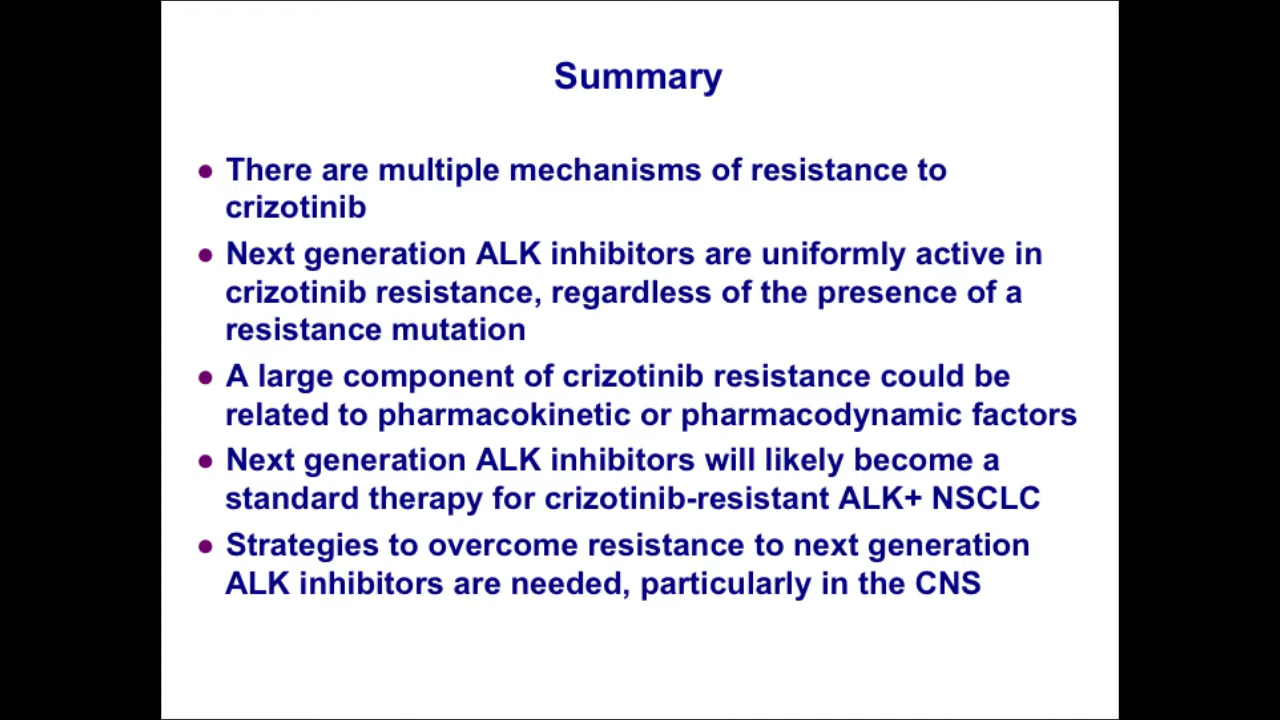 Summary
● There are multiple mechanisms of resistance to
crizotinib
● Next generation ALK inhibitors are uniformly active in
crizotinib resistance, regardless of the presence of a
resistance mutation
● A large component of crizotinib resistance could be
related to pharmacokinetic or pharmacodynamic factors
● Next generation ALK inhibitors will likely become a
standard therapy for crizotinib-resistant ALK+ NSCLC
● Strategies to overcome resistance to next generation
ALK inhibitors are needed, particularly in the CNS